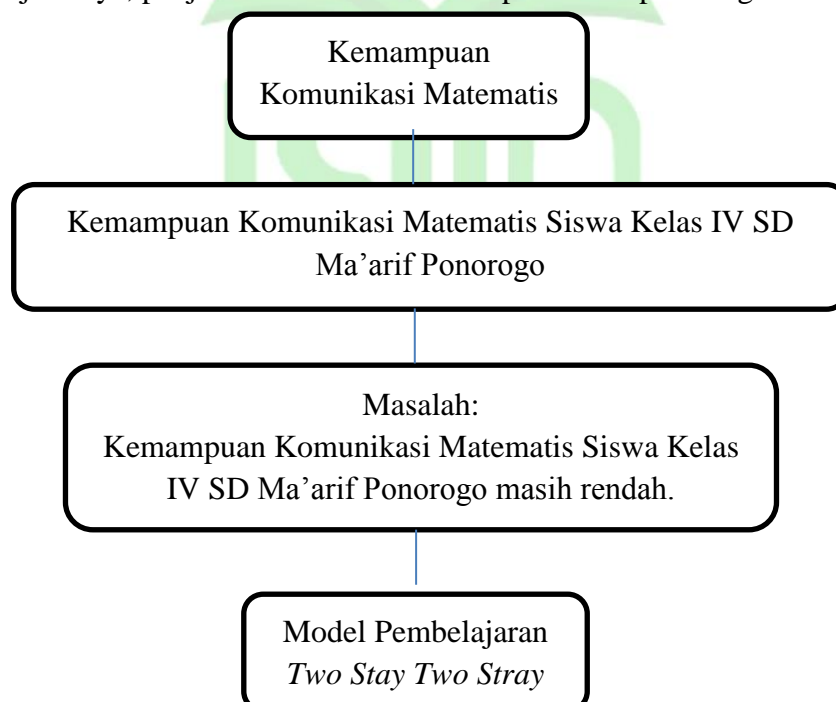 Kemampuan
Komunikasi Matematis
Kemampuan Komunikasi Matematis Siswa Kelas IV SD
Ma’arif Ponorogo
Masalah:
Kemampuan Komunikasi Matematis Siswa Kelas
IV SD Ma’arif Ponorogo masih rendah.
Model Pembelajaran
Two Stay Two Stray